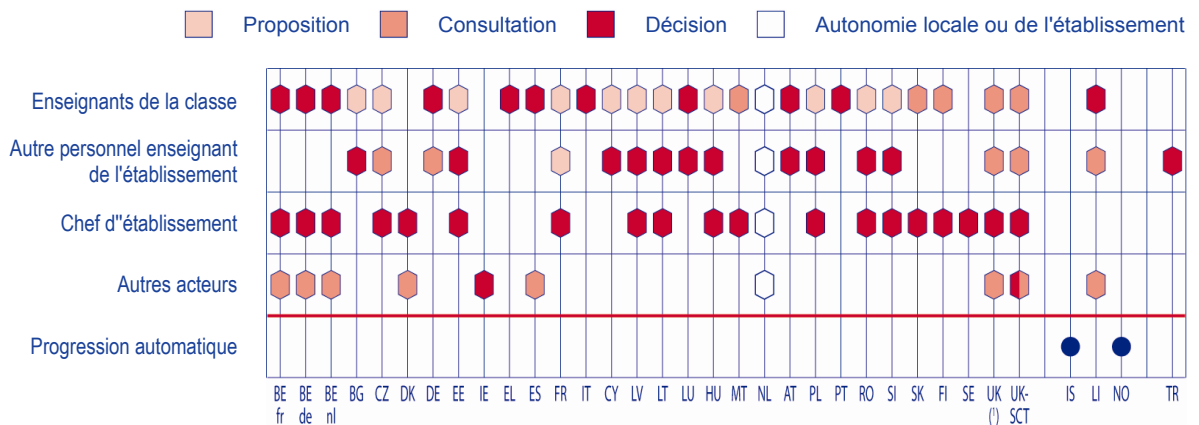 Proposition Consultation Décision Autonomie locale ou de l'établissement
Enseignants de la classe
Autre personnel enseignant
de l'établissement
Chef d"établissement
Autres acteurs
Progression automatique
BE BE BE BG CZ DK DE EE IE EL ES FR IT CY LV LT LU HU MT NL AT PL PT RO SI SK FI SE UK UK- IS LI NO TR
fr de nl (¹) SCT